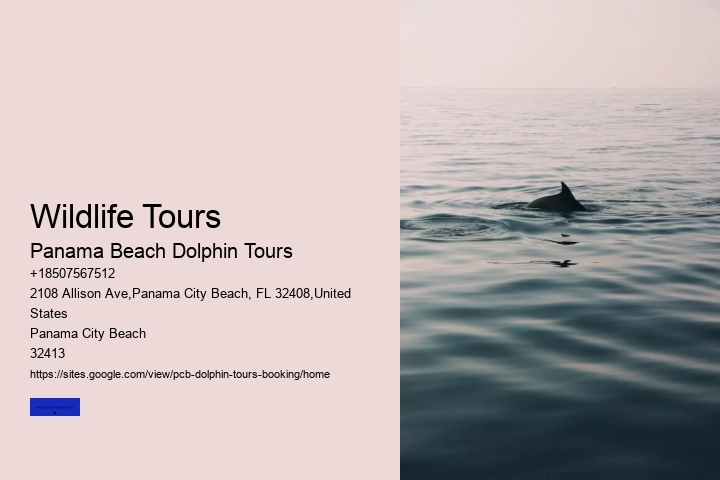 Wildlife Tours
Panama Beach Dolphin Tours
+18507567512
2108 Allison Ave,Panama City Beach, FL 32408,United
States
Panama City Beach
32413
https://sites.google.com/view/pcb-dolphin-tours-booking/home